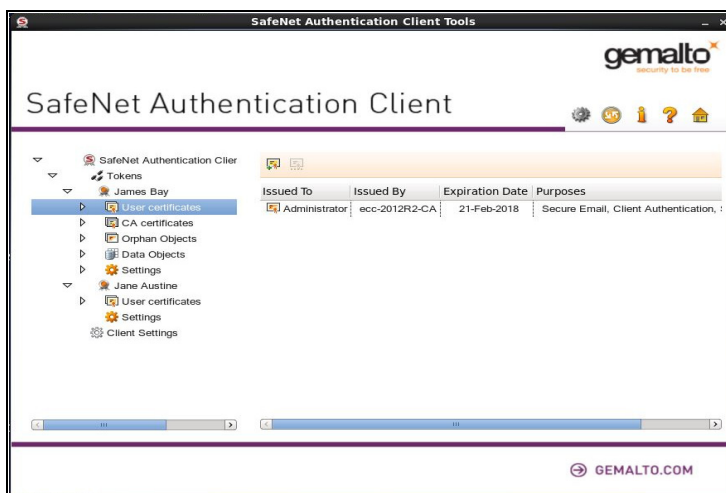 SafeNet Authentication Client Tools
gemalto
security to be free
SafeNet Authentication Client
SafeNet Authentication Clier
Tokens
James Bay
User certificates
CA certificates
Orphan Objects
Data Objects
Settings
Jane Austine
User certificates
Settings
Client Settings
Issued To Issued By Expiration Date Purposes
Administrator ecc-2012R2-CA 21-Feb-2018 Secure Email, Client Authentication,
GEMALTO.COM